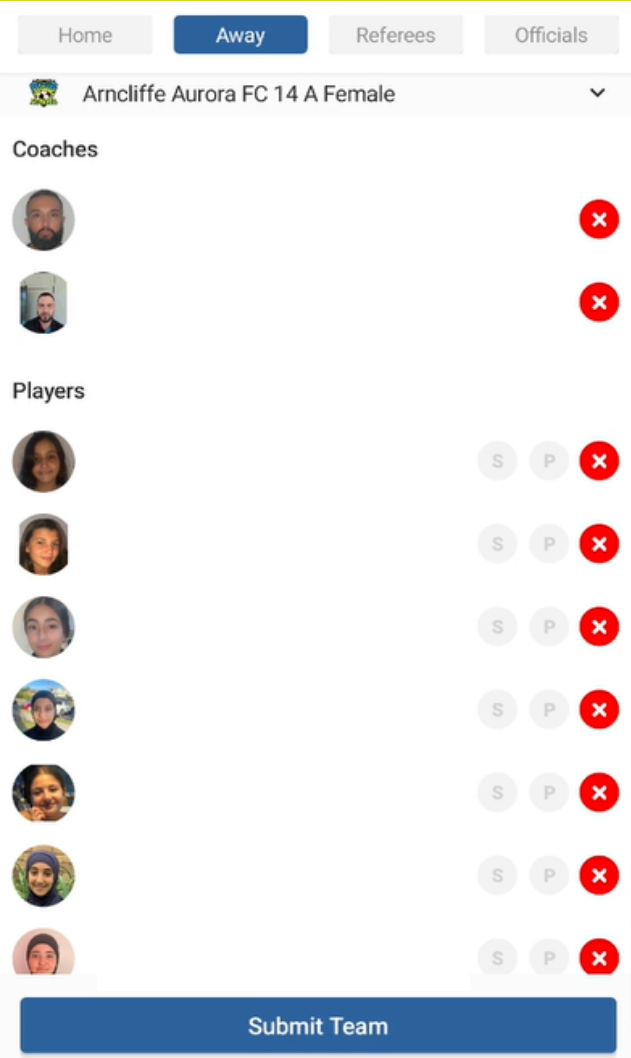 Home Away Referees Officials
Arncliffe Aurora FC 14 A Female
Coaches
Players
S P
S P
S P
S P
S P
S P
S P
Submit Team